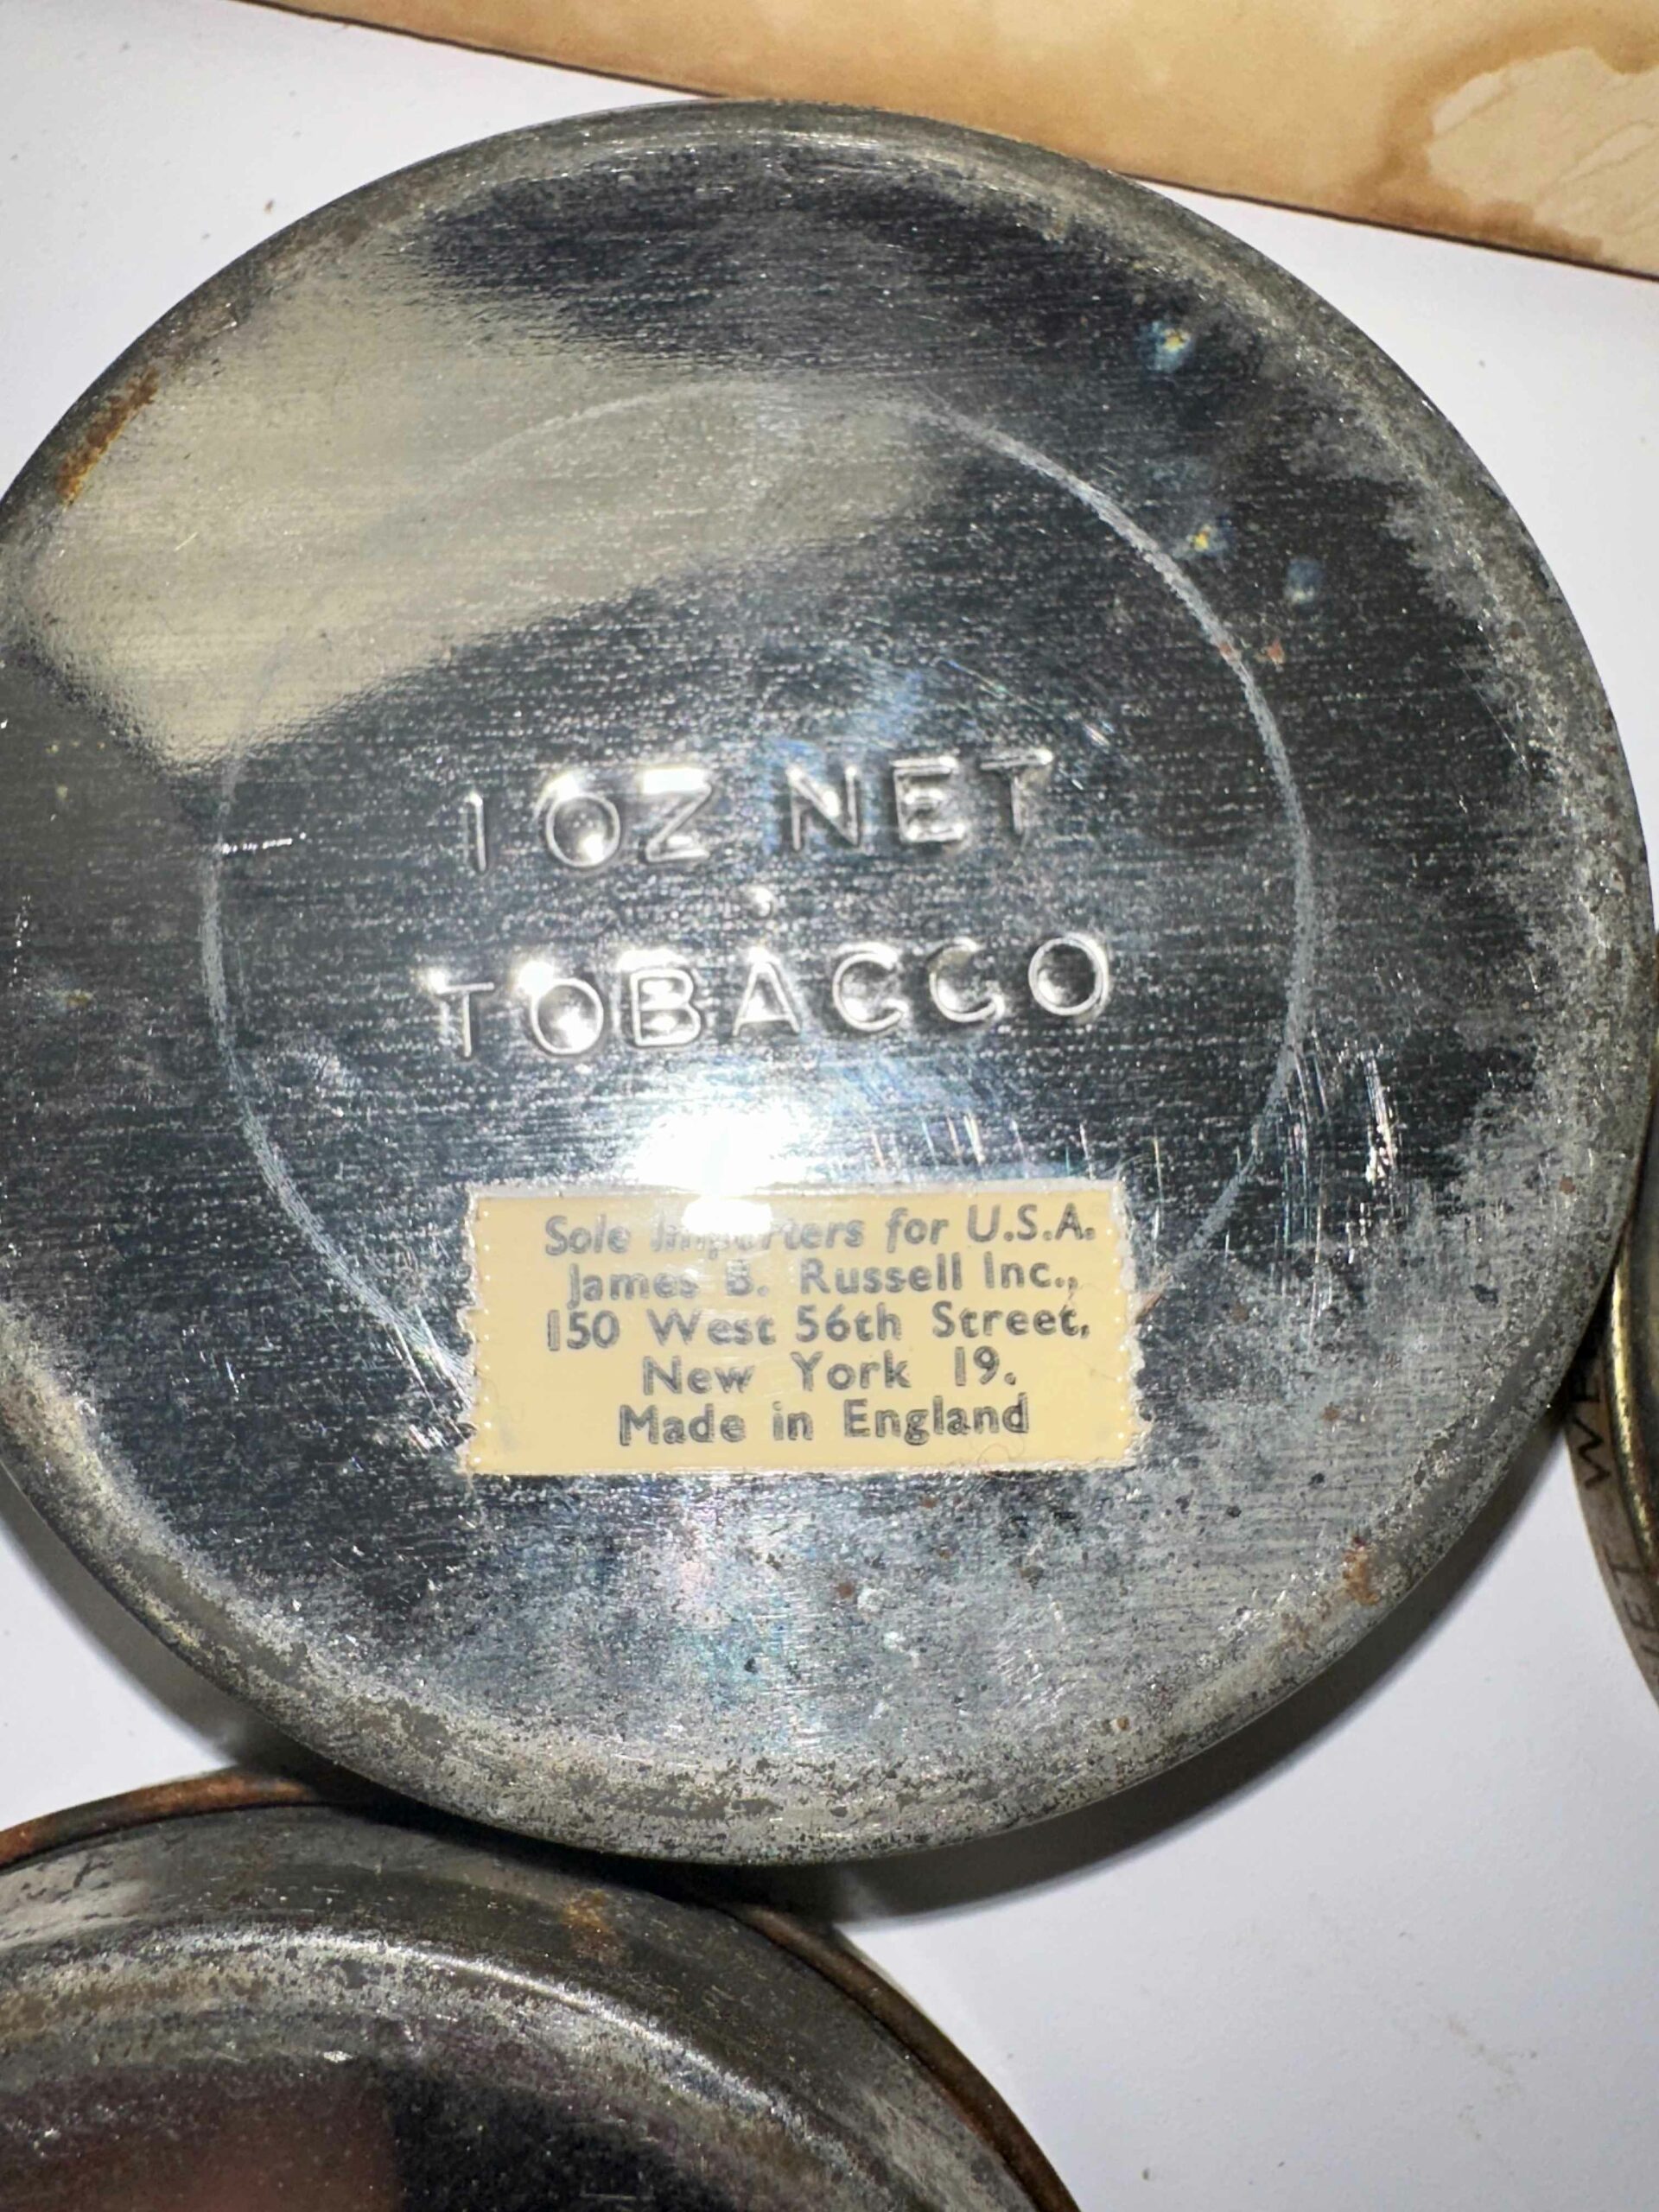 1 OZ NET
TOBACCO
Sole Importers for U.S.A.
James B. Russell Inc.,
150 West 56th Street,
New York 19.
Made in England